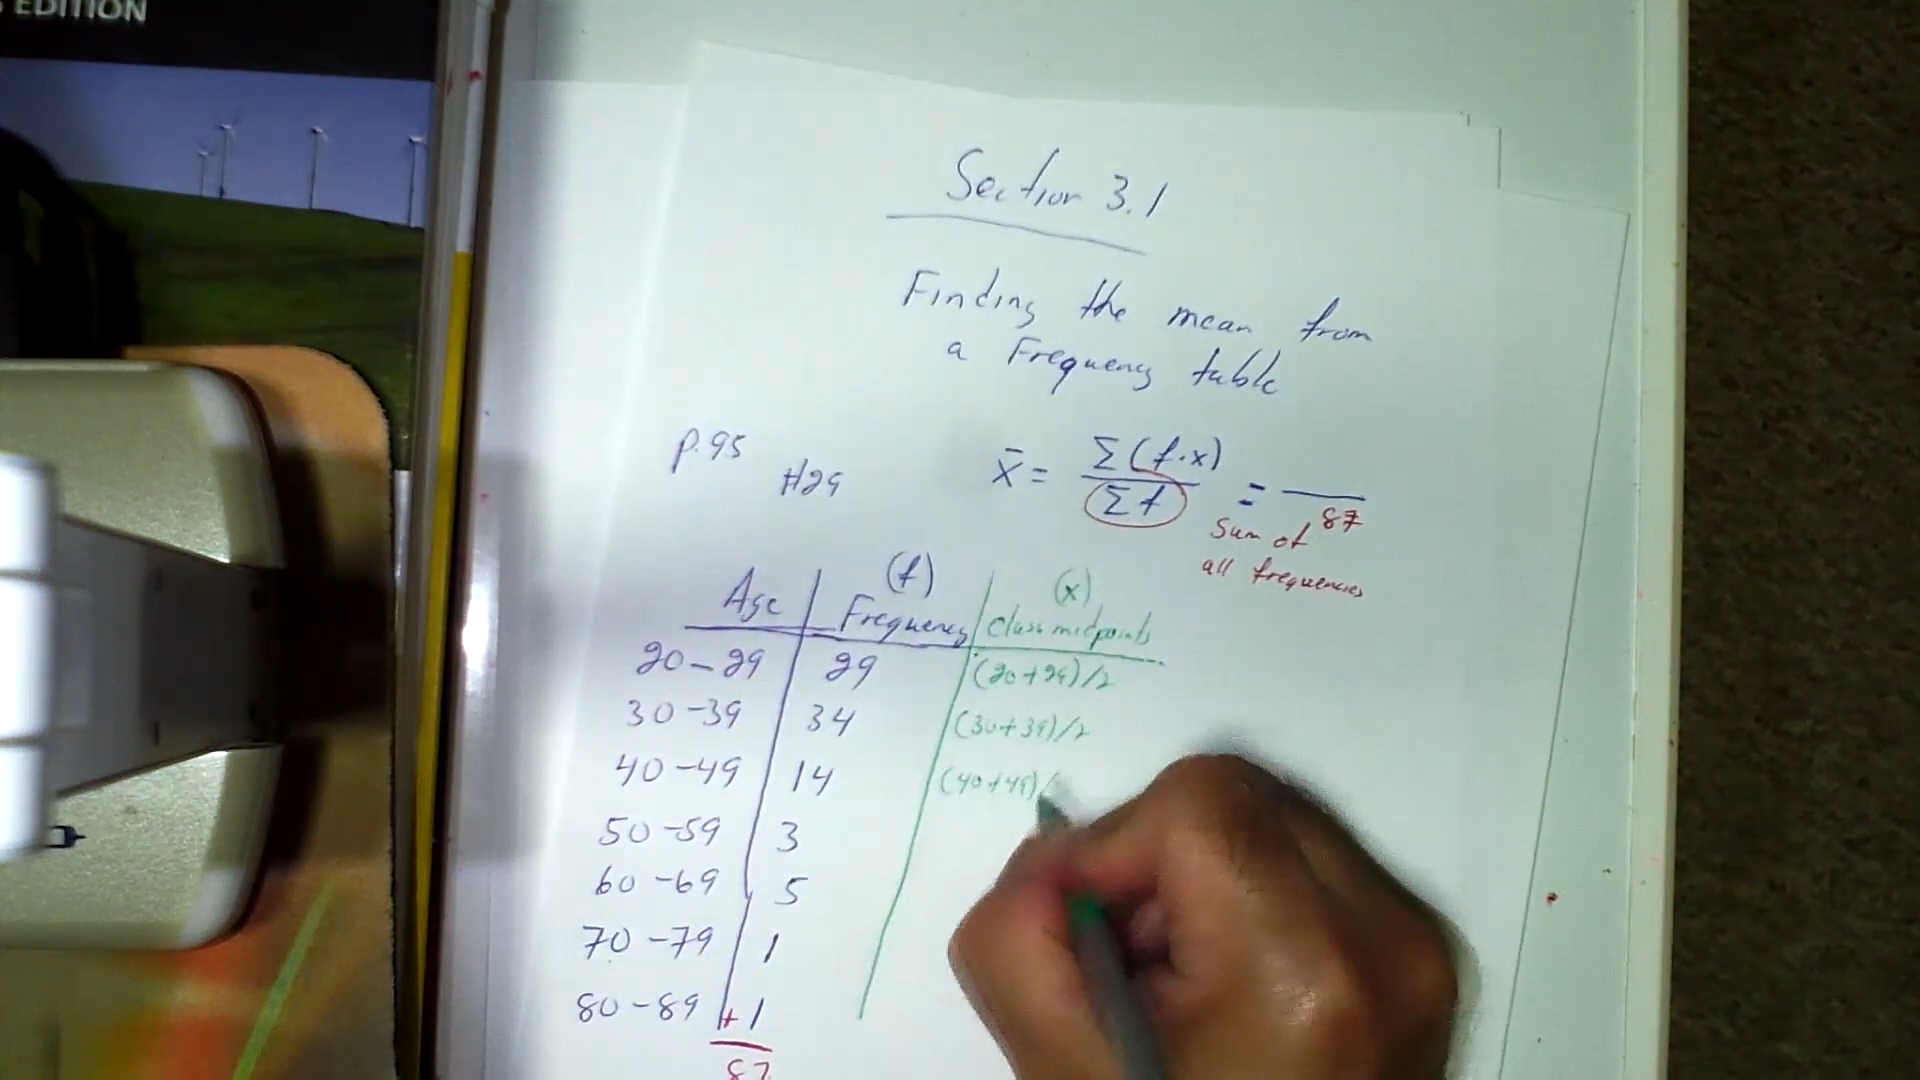 EDITION
Section 3.1
Finding the mean from
a Frequency table
P.95 #29
x̄ = Σ(f·x) / Σf = __ / 87
Sum of
all frequencies
Age | (f) Frequency | (x) Class midpoints
20-29 | 29 | (20+29)/2
30-39 | 34 | (30+39)/2
40-49 | 14 | (40+49)/
50-59 | 3
60-69 | 5
70-79 | 1
80-89 | +1
87